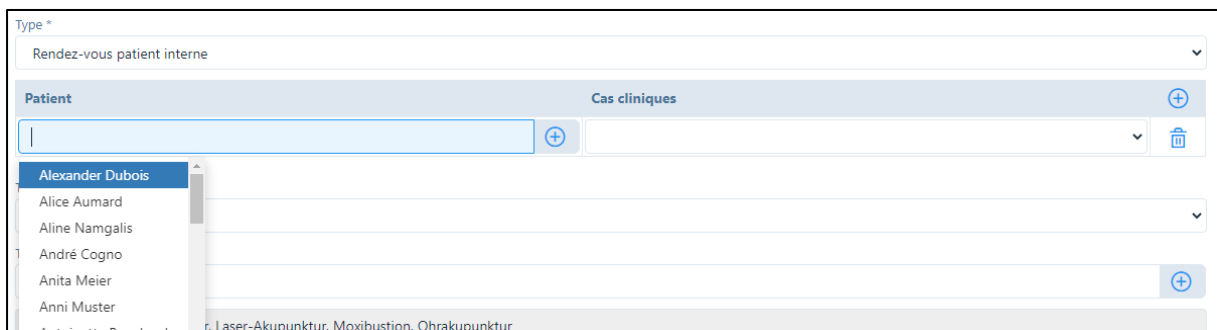 Type *
Rendez-vous patient interne
Patient Cas cliniques
Alexander Dubois
Alice Aumard
Aline Namgalis
André Cogno
Anita Meier
Anni Muster
Laser-Akupunktur, Moxibustion, Ohrakupunktur